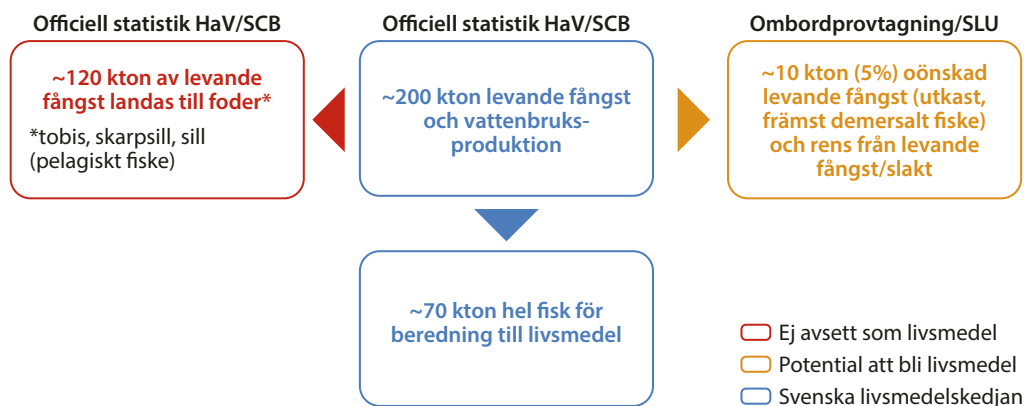 Officiell statistik HaV/SCB
~120 kton av levande
fångst landas till foder*
*tobis, skarpsill, sill
(pelagiskt fiske)
Officiell statistik HaV/SCB
~200 kton levande fångst
och vattenbruks-
produktion
Ombordprovtagning/SLU
~10 kton (5%) oönskad
levande fångst (utkast,
främst demersalt fiske)
och rens från levande
fångst/slakt
~70 kton hel fisk för
beredning till livsmedel
Ej avsett som livsmedel
Potential att bli livsmedel
Svenska livsmedelskedjan